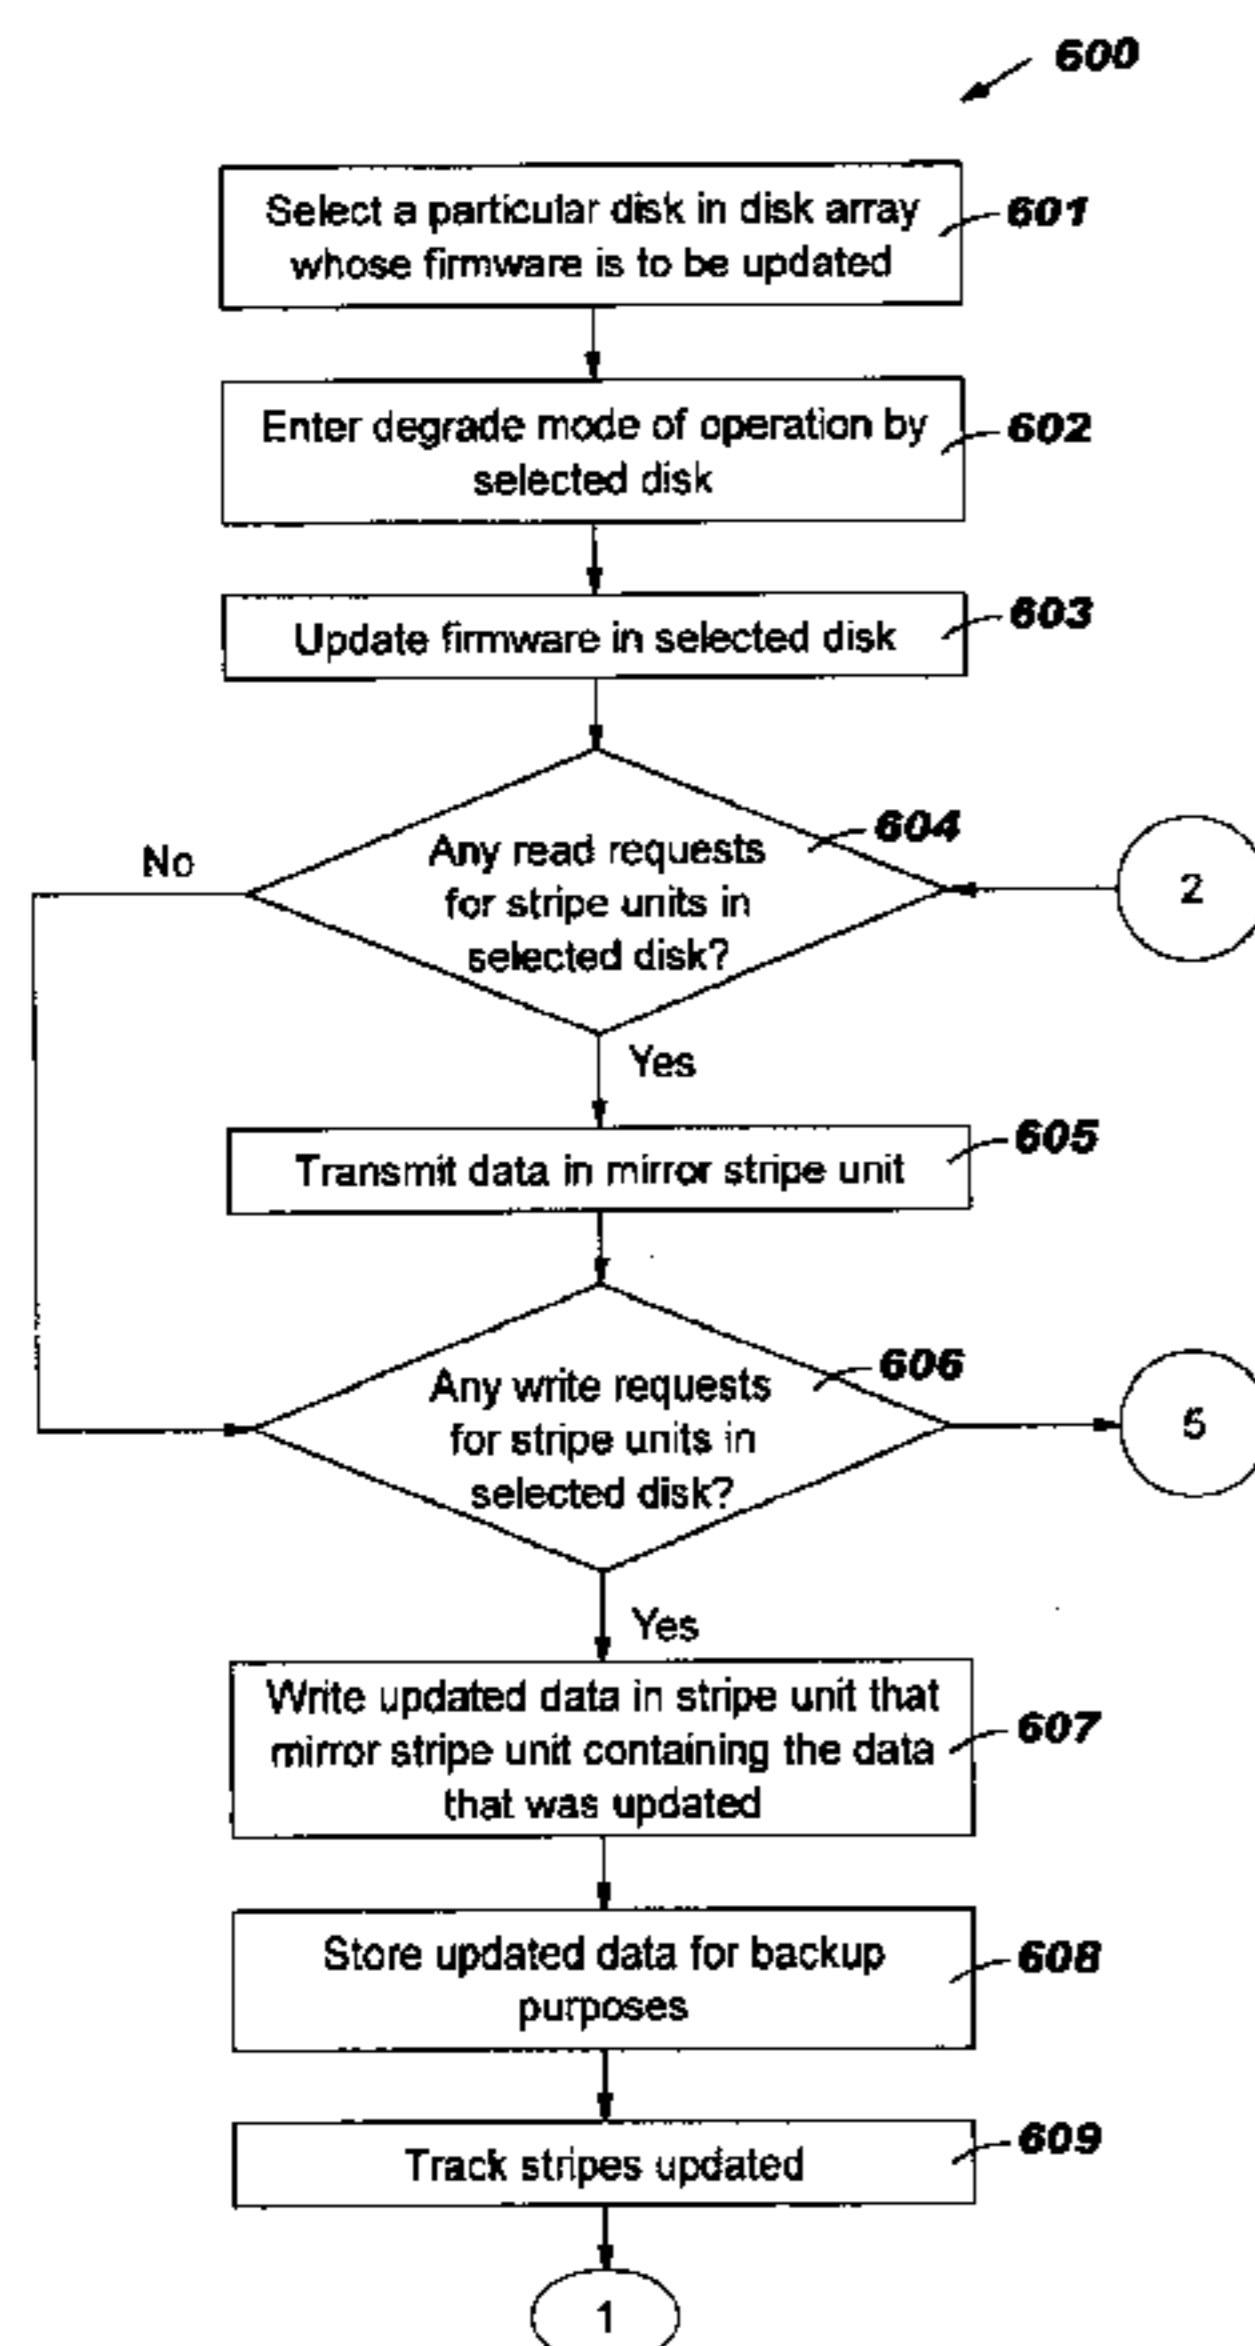 600
Select a particular disk in disk array
whose firmware is to be updated
601
Enter degrade mode of operation by
selected disk
602
Update firmware in selected disk
603
Any read requests
for stripe units in
selected disk?
604
No
2
Yes
Transmit data in mirror stripe unit
605
Any write requests
for stripe units in
selected disk?
606
5
Yes
Write updated data in stripe unit that
mirror stripe unit containing the data
that was updated
607
Store updated data for backup
purposes
608
Track stripes updated
609
1